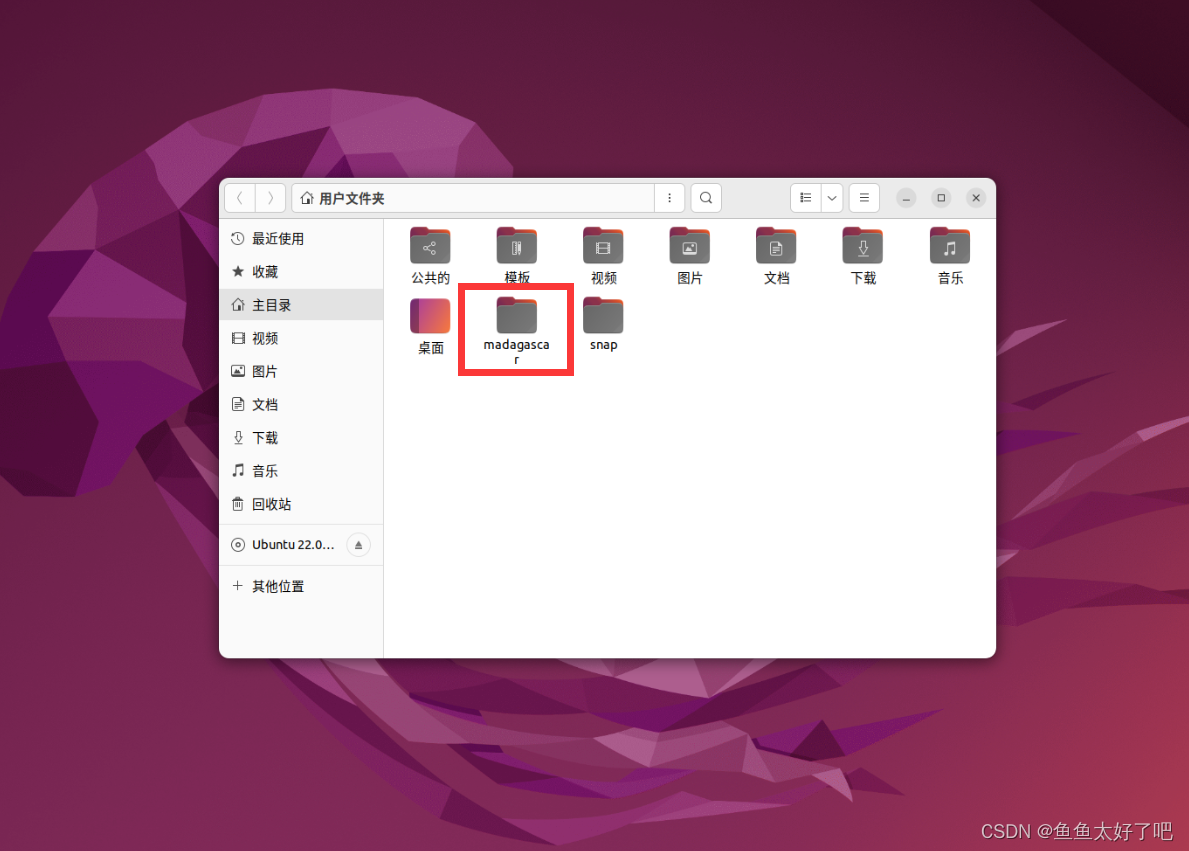 用户文件夹
最近使用
收藏
主目录
视频
图片
文档
下载
音乐
回收站
Ubuntu 22.0...
其他位置
公共的
模板
视频
图片
文档
下载
音乐
桌面
madagasca
r
snap
CSDN @鱼鱼太好了吧